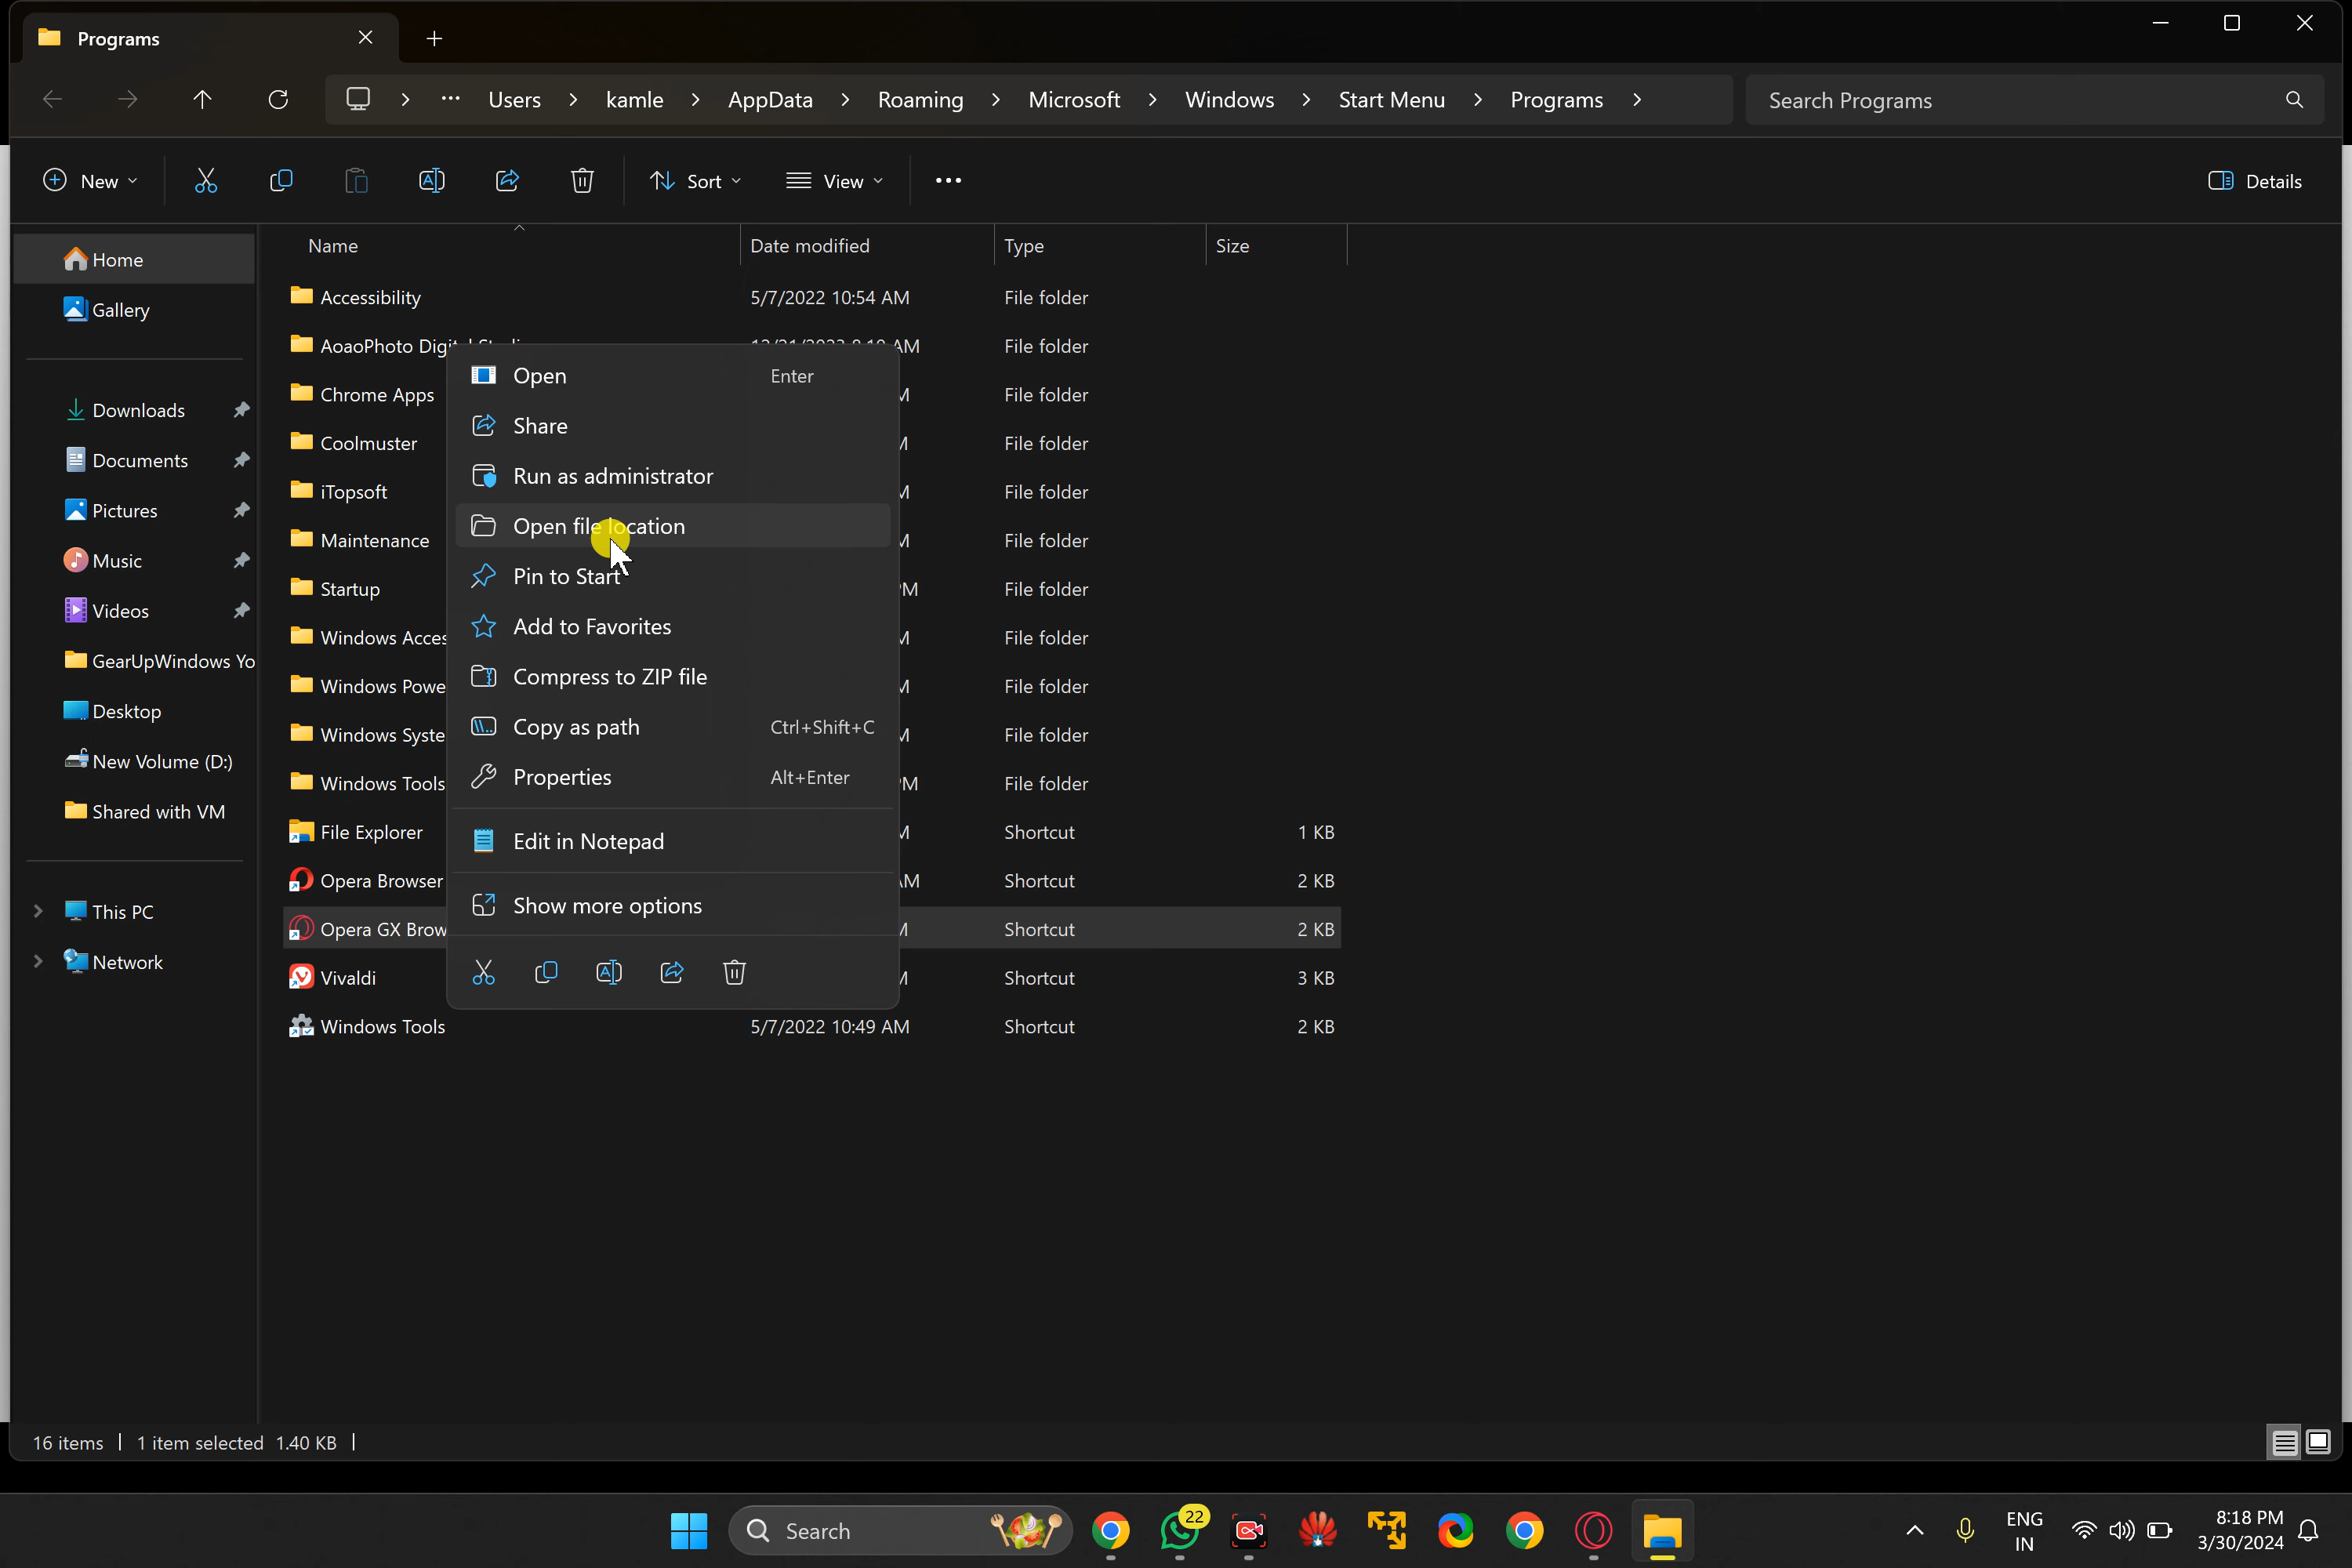 Programs
Users
kamle
AppData
Roaming
Microsoft
Windows
Start Menu
Programs
Search Programs
New
Sort
View
Details
Home
Gallery
Downloads
Documents
Pictures
Music
Videos
GearUpWindows Yo
Desktop
New Volume (D:)
Shared with VM
This PC
Network
Name Date modified Type Size
Accessibility 5/7/2022 10:54 AM File folder
AoaoPhoto AM File folder
Chrome Apps File folder
Coolmuster File folder
iTopsoft File folder
Maintenance File folder
Startup PM File folder
Windows Acces File folder
Windows Powe File folder
Windows Syste File folder
Windows Tools PM File folder
File Explorer Shortcut 1 KB
Opera Browser AM Shortcut 2 KB
Opera GX Brow Shortcut 2 KB
Vivaldi Shortcut 3 KB
Windows Tools 5/7/2022 10:49 AM Shortcut 2 KB
Open Enter
Share
Run as administrator
Open file location
Pin to Start
Add to Favorites
Compress to ZIP file
Copy as path Ctrl+Shift+C
Properties Alt+Enter
Edit in Notepad
Show more options
16 items
1 item selected 1.40 KB
Search
22
ENG
IN
8:18 PM
3/30/2024